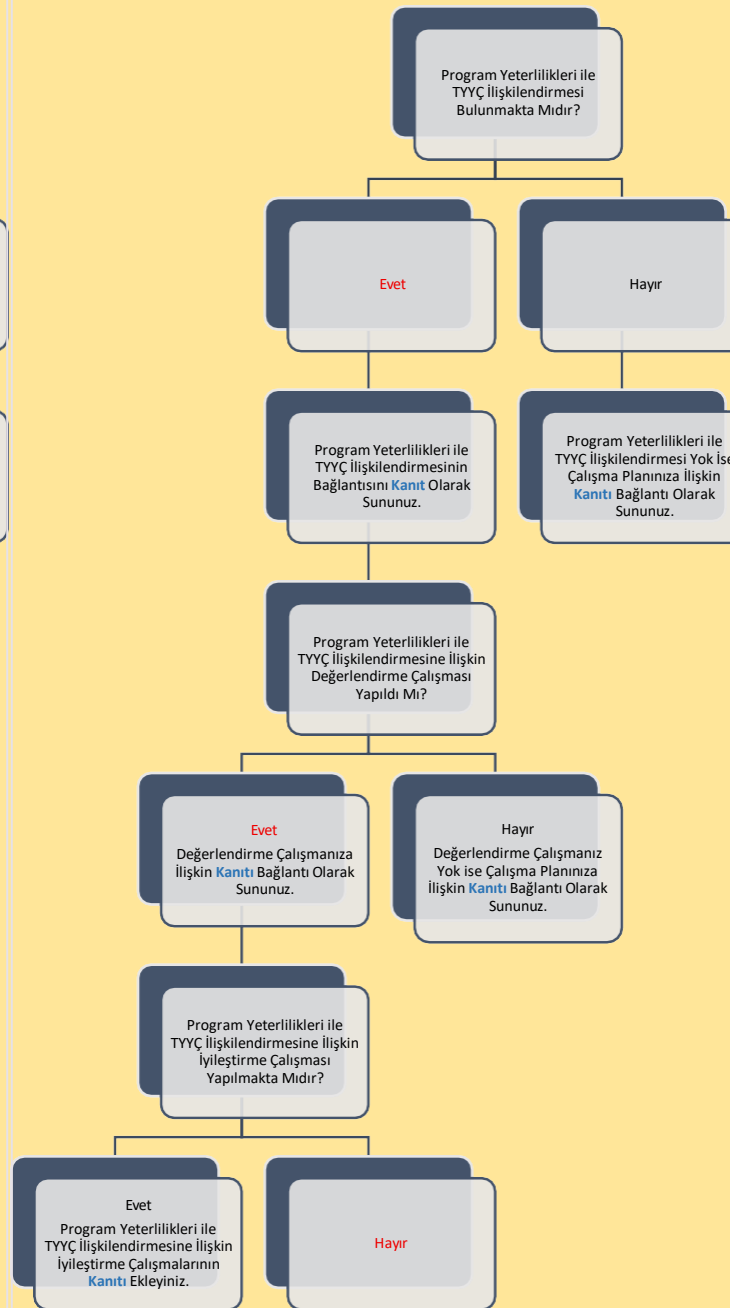 Program Yeterlilikleri ile
TYYÇ İlişkilendirmesi
Bulunmakta Mıdır?
Evet
Hayır
Program Yeterlilikleri ile
TYYÇ İlişkilendirmesinin
Bağlantısını Kanıt Olarak
Sununuz.
Program Yeterlilikleri ile
TYYÇ İlişkilendirmesi Yok İse
Çalışma Planınıza İlişkin
Kanıtı Bağlantı Olarak
Sununuz.
Program Yeterlilikleri ile
TYYÇ İlişkilendirmesine İlişkin
Değerlendirme Çalışması
Yapıldı Mı?
Evet
Değerlendirme Çalışmanıza
İlişkin Kanıtı Bağlantı Olarak
Sununuz.
Hayır
Değerlendirme Çalışmanız
Yok ise Çalışma Planınıza
İlişkin Kanıtı Bağlantı Olarak
Sununuz.
Program Yeterlilikleri ile
TYYÇ İlişkilendirmesine İlişkin
İyileştirme Çalışması
Yapılmakta Mıdır?
Evet
Program Yeterlilikleri ile
TYYÇ İlişkilendirmesine İlişkin
İyileştirme Çalışmalarının
Kanıtı Ekleyiniz.
Hayır